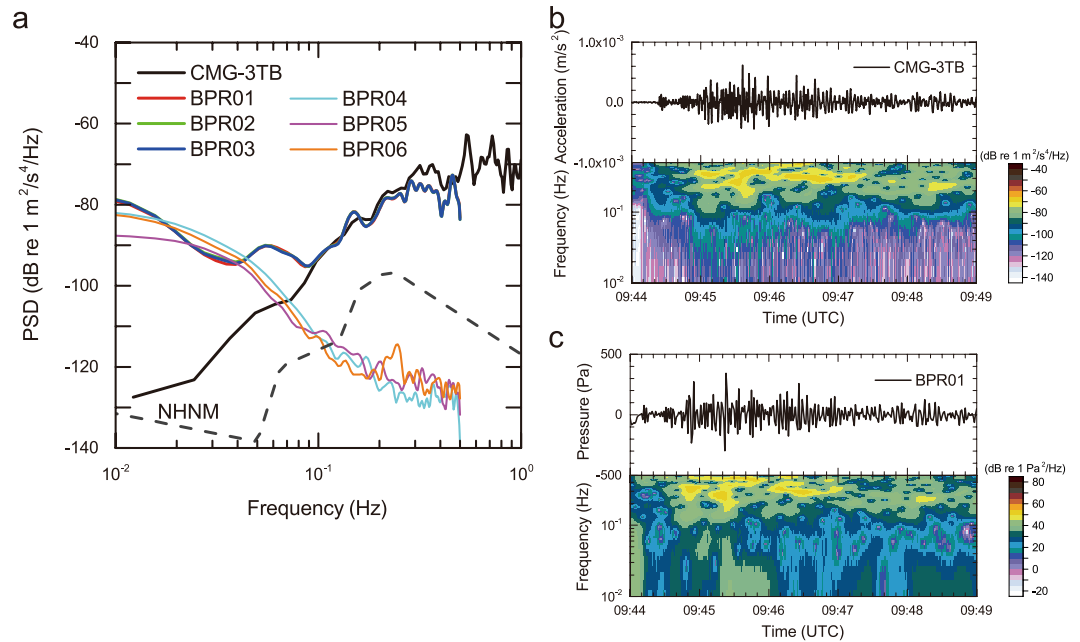 a
-40
-60
-80
-100
-120
-140
PSD (dB re 1 m²/s⁴/Hz)
CMG-3TB
BPR01
BPR02
BPR03
BPR04
BPR05
BPR06
NHNM
10⁻² 10⁻¹ 10⁰
Frequency (Hz)
b
1.0x10⁻³
0.0
-1.0x10⁻³
Acceleration (m/s²)
CMG-3TB
Frequency (Hz)
10⁻¹
10⁻²
09:44 09:45 09:46 09:47 09:48 09:49
Time (UTC)
(dB re 1 m²/s⁴/Hz)
-40
-60
-80
-100
-120
-140
c
500
0
-500
Pressure (Pa)
BPR01
Frequency (Hz)
10⁻¹
10⁻²
09:44 09:45 09:46 09:47 09:48 09:49
Time (UTC)
(dB re 1 Pa²/Hz)
80
60
40
20
0
-20